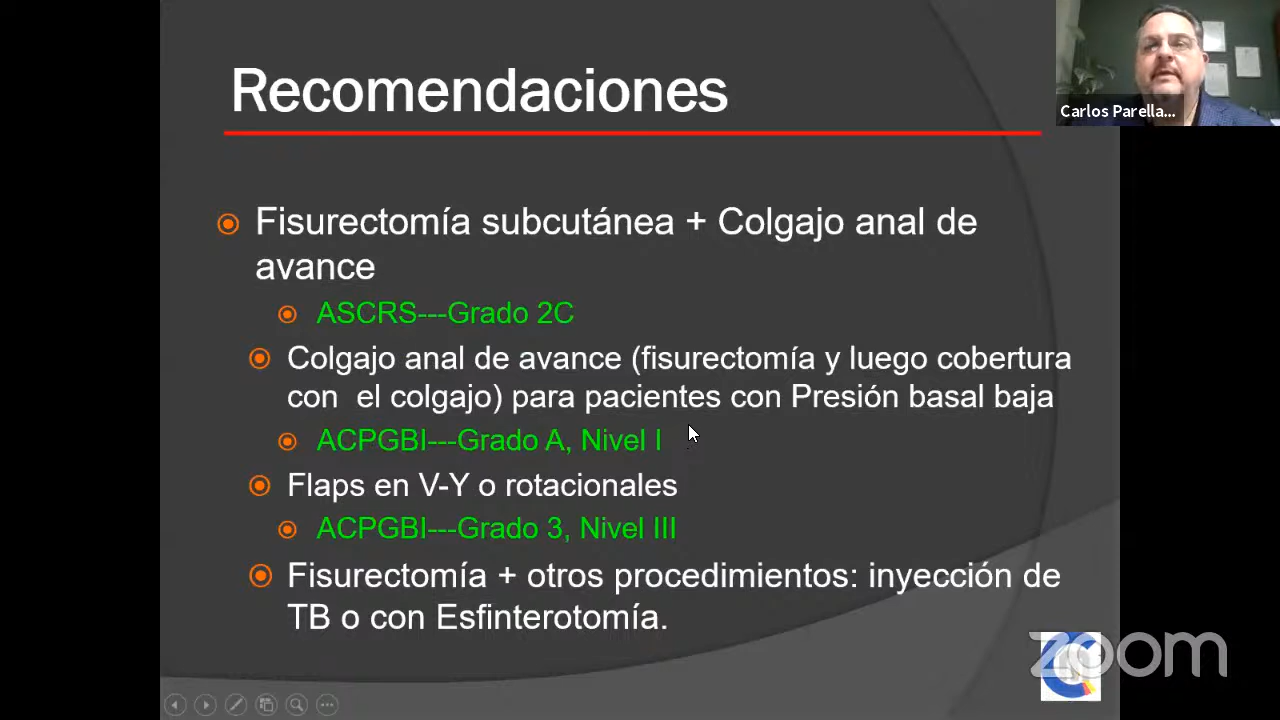 Recomendaciones
Carlos Parella...
Fisurectomía subcutánea + Colgajo anal de
avance
ASCRS---Grado 2C
Colgajo anal de avance (fisurectomía y luego cobertura
con  el colgajo) para pacientes con Presión basal baja
ACPGBI---Grado A, Nivel I
Flaps en V-Y o rotacionales
ACPGBI---Grado 3, Nivel III
Fisurectomía + otros procedimientos: inyección de
TB o con Esfinterotomía.
zoom